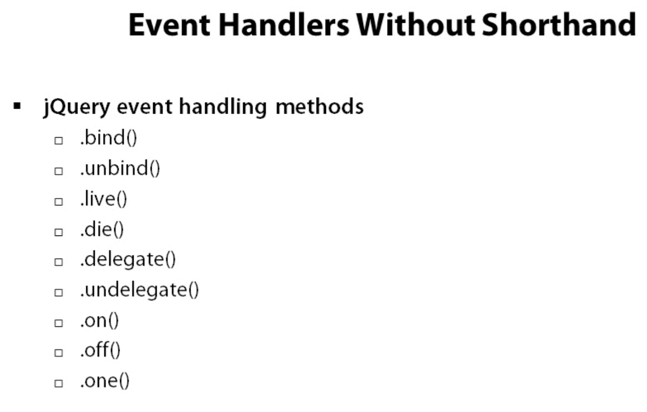 Event Handlers Without Shorthand
jQuery event handling methods
.bind()
.unbind()
.live()
.die()
.delegate()
.undelegate()
.on()
.off()
.one()